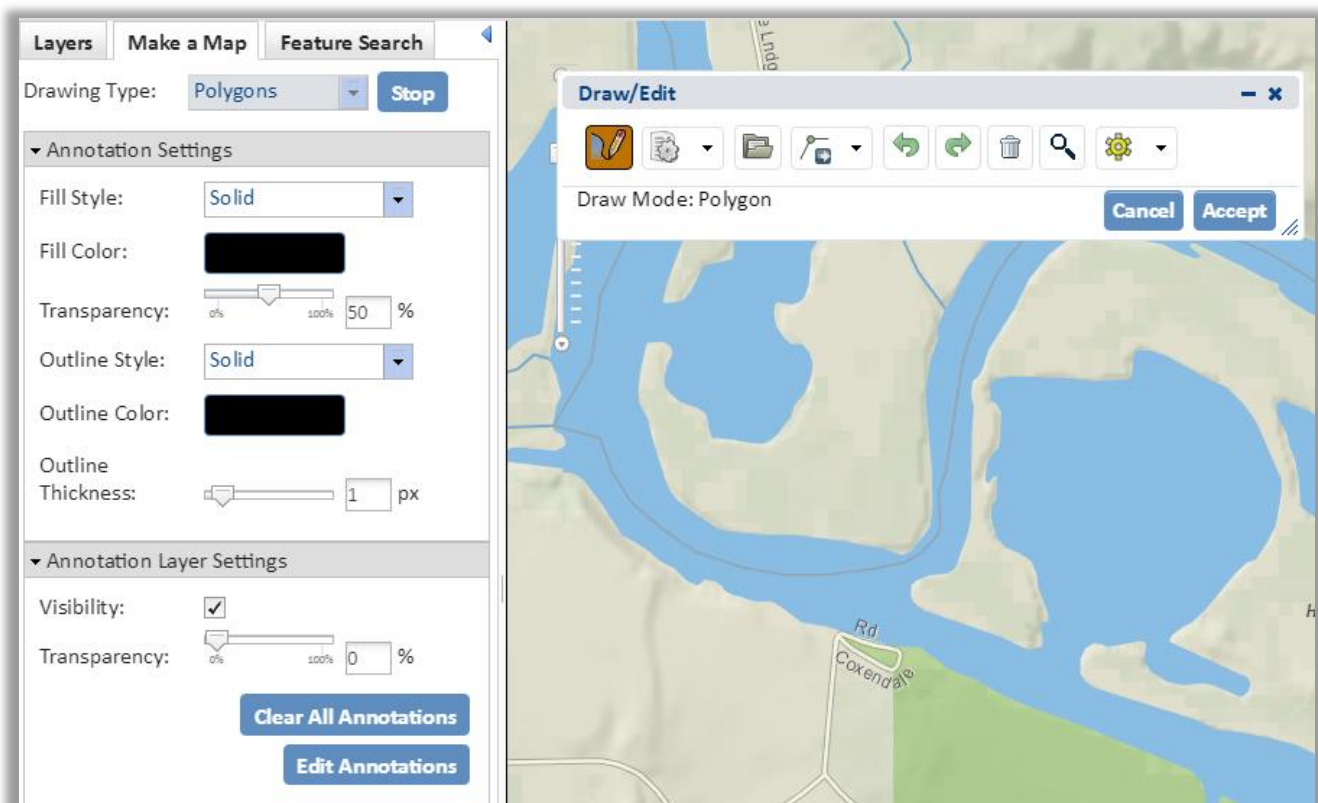 Layers Make a Map Feature Search
Drawing Type: Polygons Stop
Annotation Settings
Fill Style: Solid
Fill Color:
Transparency: 0% 100% 50 %
Outline Style: Solid
Outline Color:
Outline
Thickness: 1 px
Annotation Layer Settings
Visibility:
Transparency: 0% 100% 0 %
Clear All Annotations
Edit Annotations
Lndg
Draw/Edit
Draw Mode: Polygon
Cancel Accept
Rd
Coxendale
H